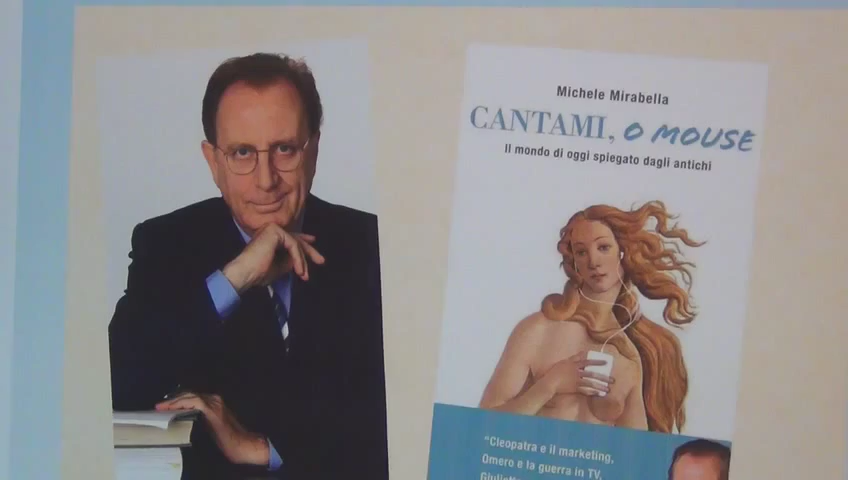 Michele Mirabella
CANTAMI, O MOUSE
Il mondo di oggi spiegato dagli antichi
"Cleopatra e il marketing,
Omero e la guerra in TV,